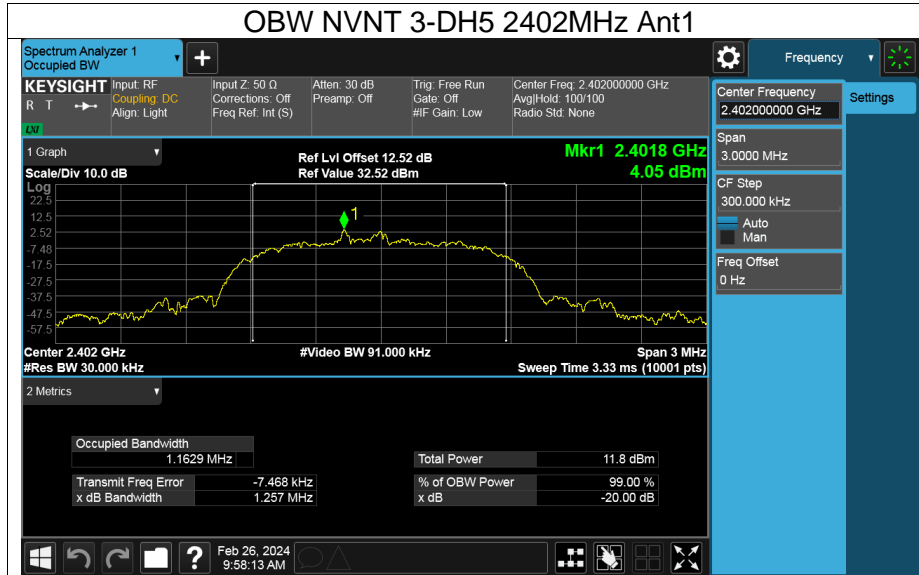 OBW NVNT 3-DH5 2402MHz Ant1
Spectrum Analyzer 1
Occupied BW
+
Frequency
KEYSIGHT
R T
LXI
Input: RF
Coupling: DC
Align: Light
Input Z: 50 Ω
Corrections: Off
Freq Ref: Int (S)
Atten: 30 dB
Preamp: Off
Trig: Free Run
Gate: Off
#IF Gain: Low
Center Freq: 2.402000000 GHz
Avg|Hold: 100/100
Radio Std: None
Center Frequency
2.402000000 GHz
Settings
Span
3.0000 MHz
CF Step
300.000 kHz
Auto
Man
Freq Offset
0 Hz
1 Graph
Scale/Div 10.0 dB
Ref Lvl Offset 12.52 dB
Ref Value 32.52 dBm
Mkr1 2.4018 GHz
4.05 dBm
Log
22.5
12.5
2.52
-7.48
-17.5
-27.5
-37.5
-47.5
-57.5
1
Center 2.402 GHz
#Res BW 30.000 kHz
#Video BW 91.000 kHz
Span 3 MHz
Sweep Time 3.33 ms (10001 pts)
2 Metrics
Occupied Bandwidth
1.1629 MHz
Transmit Freq Error -7.468 kHz
x dB Bandwidth 1.257 MHz
Total Power 11.8 dBm
% of OBW Power 99.00 %
x dB -20.00 dB
?
Feb 26, 2024
9:58:13 AM